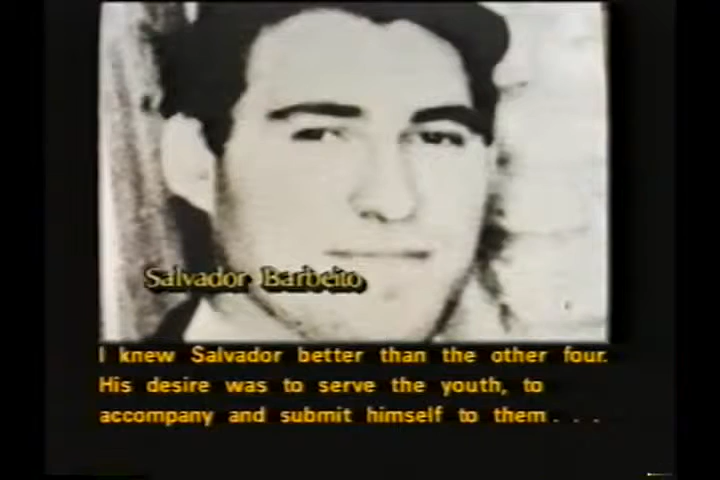 Salvador Barbeito
I knew Salvador better than the other four.
His desire was to serve the youth, to
accompany and submit himself to them . . .